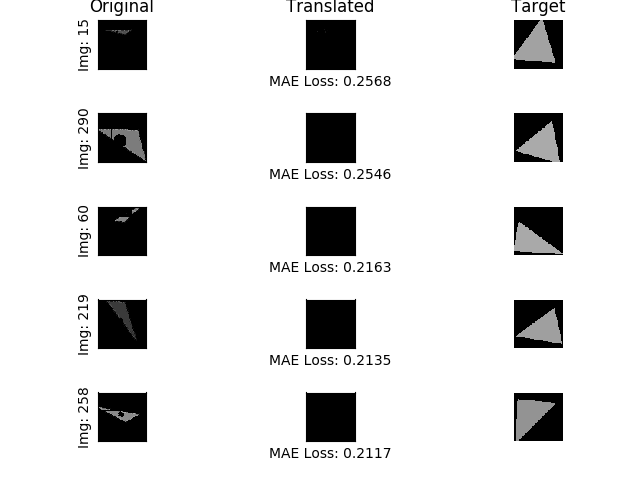 Original Translated Target
Img: 15
MAE Loss: 0.2568
Img: 290
MAE Loss: 0.2546
Img: 60
MAE Loss: 0.2163
Img: 219
MAE Loss: 0.2135
Img: 258
MAE Loss: 0.2117